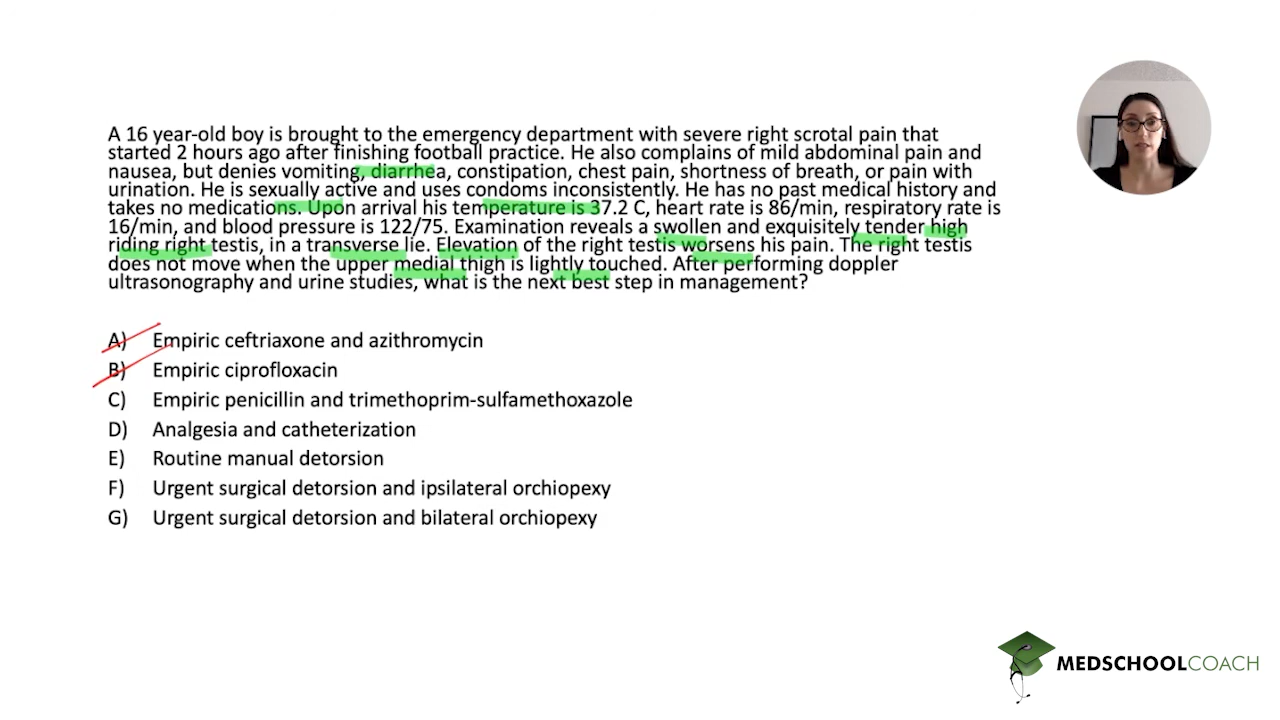 A 16 year-old boy is brought to the emergency department with severe right scrotal pain that
started 2 hours ago after finishing football practice. He also complains of mild abdominal pain and
nausea, but denies vomiting, diarrhea, constipation, chest pain, shortness of breath, or pain with
urination. He is sexually active and uses condoms inconsistently. He has no past medical history and
takes no medications. Upon arrival his temperature is 37.2 C, heart rate is 86/min, respiratory rate is
16/min, and blood pressure is 122/75. Examination reveals a swollen and exquisitely tender high
riding right testis, in a transverse lie. Elevation of the right testis worsens his pain. The right testis
does not move when the upper medial thigh is lightly touched. After performing doppler
ultrasonography and urine studies, what is the next best step in management?
A) Empiric ceftriaxone and azithromycin
B) Empiric ciprofloxacin
C) Empiric penicillin and trimethoprim-sulfamethoxazole
D) Analgesia and catheterization
E) Routine manual detorsion
F) Urgent surgical detorsion and ipsilateral orchiopexy
G) Urgent surgical detorsion and bilateral orchiopexy
MEDSCHOOLCOACH